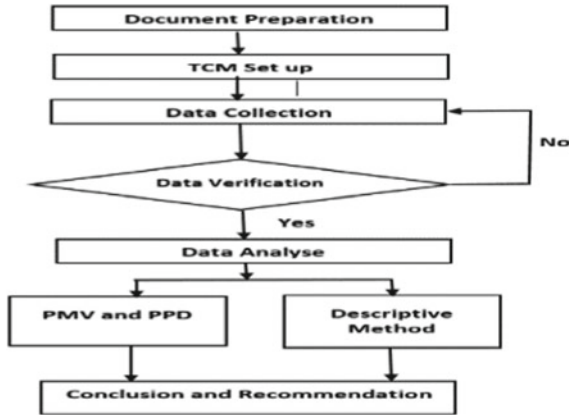 Document Preparation
TCM Set up
Data Collection
No
Data Verification
Yes
Data Analyse
PMV and PPD
Descriptive
Method
Conclusion and Recommendation